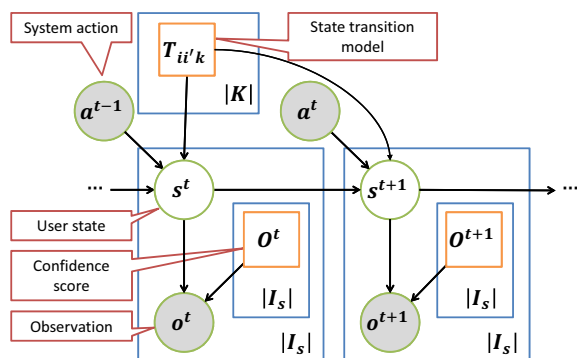 System action
State transition
model
T_{ii'k}
|K|
a^{t-1}
a^t
...
s^t
s^{t+1}
...
User state
Confidence
score
O^t
O^{t+1}
|I_s|
|I_s|
Observation
o^t
o^{t+1}
|I_s|
|I_s|